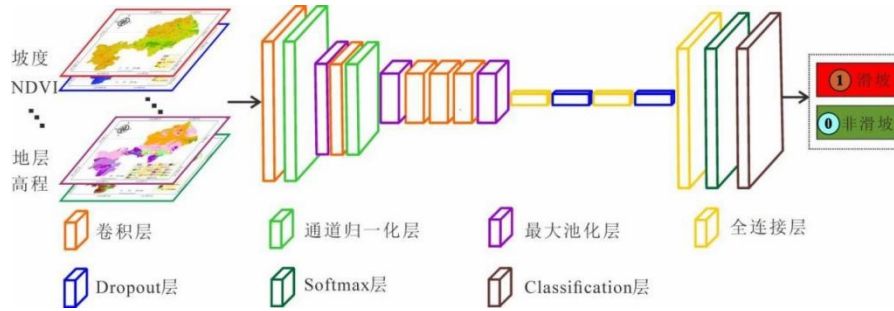 坡度
NDVI
地层
高程
1 滑坡
0 非滑坡
卷积层
通道归一化层
最大池化层
全连接层
Dropout层
Softmax层
Classification层